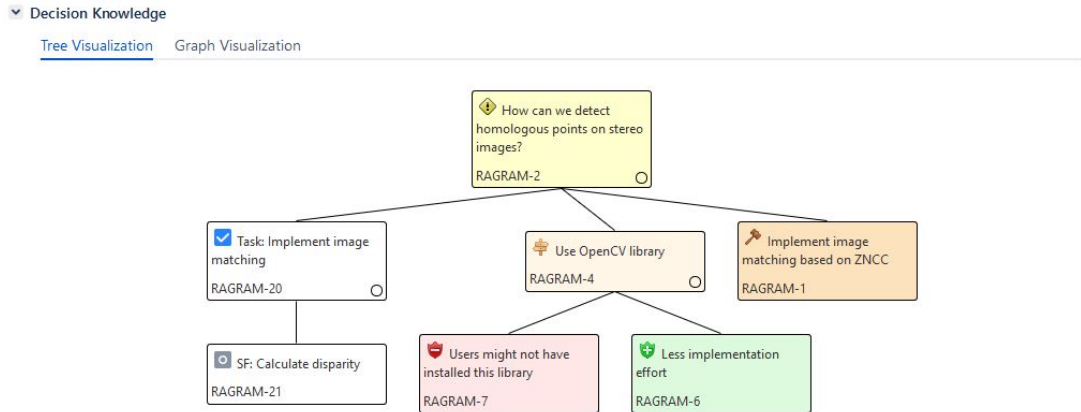 Decision Knowledge
Tree Visualization Graph Visualization
How can we detect
homologous points on stereo
images?
RAGRAM-2
Task: Implement image
matching
RAGRAM-20
Use OpenCV library
RAGRAM-4
Implement image
matching based on ZNCC
RAGRAM-1
SF: Calculate disparity
RAGRAM-21
Users might not have
installed this library
RAGRAM-7
Less implementation
effort
RAGRAM-6